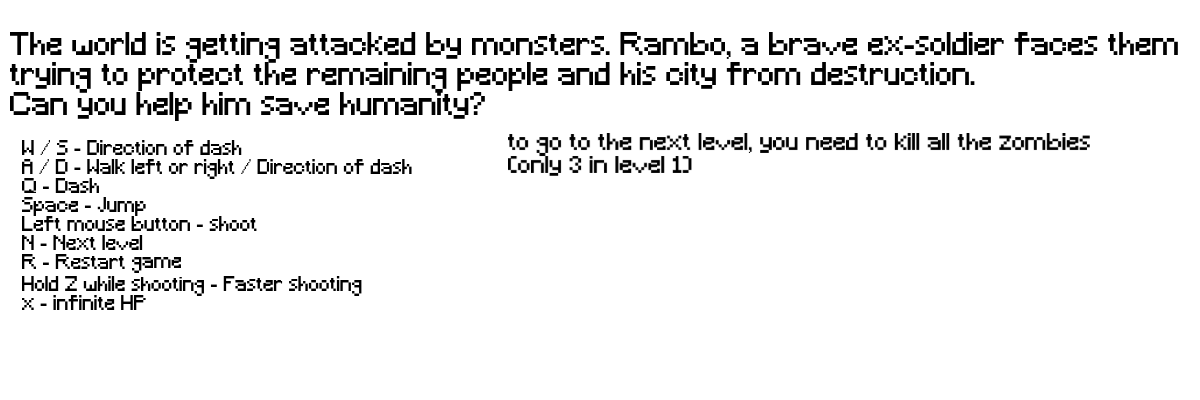 The world is getting attacked by monsters. Rambo, a brave ex-soldier faces them
trying to protect the remaining people and his city from destruction.
Can you help him save humanity?
W / S - Direction of dash
A / D - Walk left or right / Direction of dash
Q - Dash
Space - Jump
Left mouse button - shoot
N - Next level
R - Restart game
Hold Z while shooting - Faster shooting
x - infinite HP
to go to the next level, you need to kill all the zombies
(only 3 in level 1)